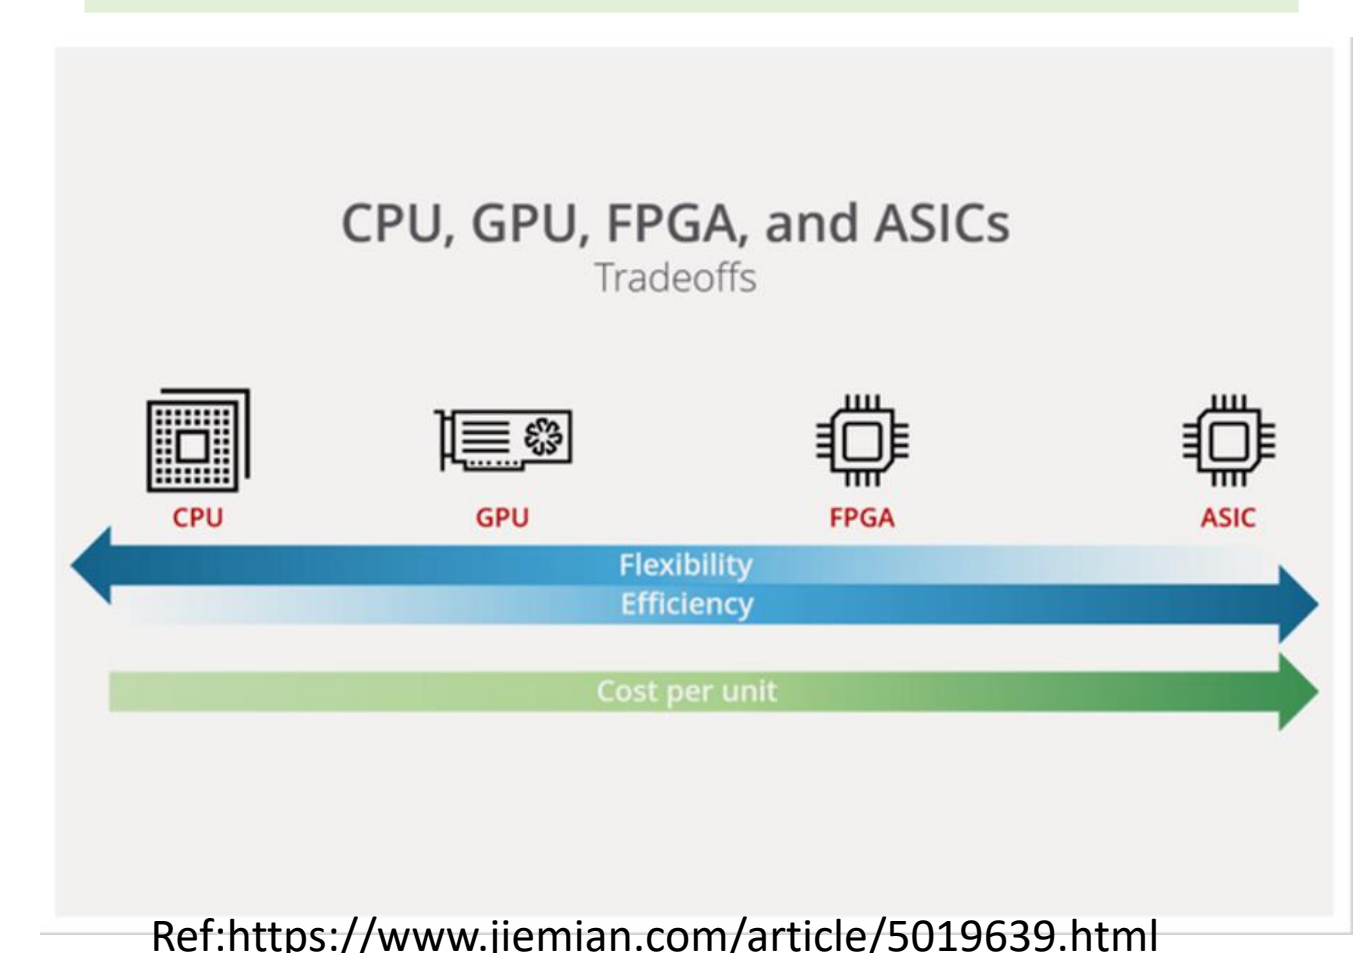 CPU, GPU, FPGA, and ASICs
Tradeoffs
CPU
GPU
FPGA
ASIC
Flexibility
Efficiency
Cost per unit
Ref:https://www.jiemian.com/article/5019639.html